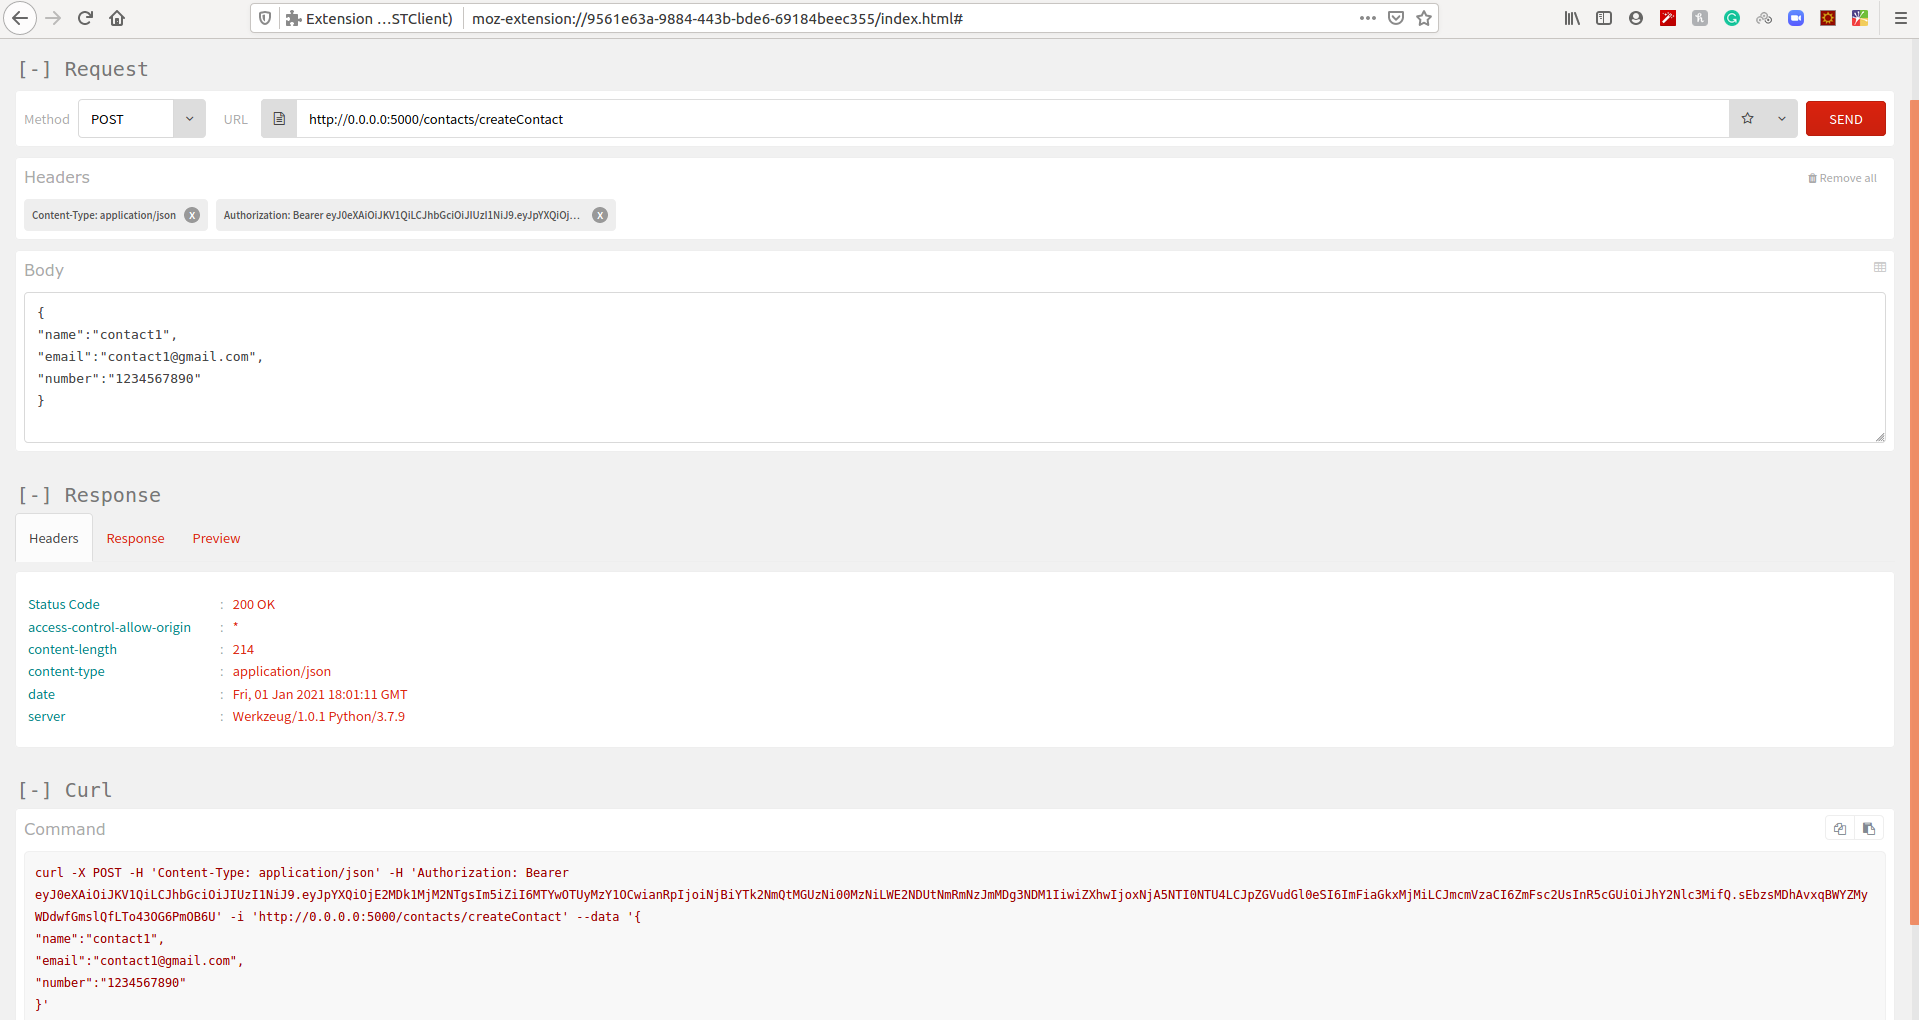 Extension ...STClient)
moz-extension://9561e63a-9884-443b-bde6-69184beec355/index.html#
[-] Request
Method POST URL http://0.0.0.0:5000/contacts/createContact SEND
Headers Remove all
Content-Type: application/json x Authorization: Bearer eyJ0eXAiOiJKV1QiLCJhbGciOiJIUzI1NiJ9.eyJpYXQiOj... x
Body
{
"name":"contact1",
"email":"contact1@gmail.com",
"number":"1234567890"
}
[-] Response
Headers Response Preview
Status Code : 200 OK
access-control-allow-origin : *
content-length : 214
content-type : application/json
date : Fri, 01 Jan 2021 18:01:11 GMT
server : Werkzeug/1.0.1 Python/3.7.9
[-] Curl
Command
curl -X POST -H 'Content-Type: application/json' -H 'Authorization: Bearer
eyJ0eXAiOiJKV1QiLCJhbGciOiJIUzI1NiJ9.eyJpYXQiOjE2MDk1MjM2NTgsIm5iZiI6MTYwOTUyMzY1OCwianRpIjoiNjBiYTk2NmQtMGUzNi00MzNiLWE2NDUtNmRmNzJmMDg3NDM1IiwiZXhwIjoxNjA5NTI0NTU4LCJpZGVudGl0eSI6ImFiaGkxMjMiLCJmcmVzaCI6ZmFsc2UsInR5cGUiOiJhY2Nlc3MifQ.sEbzsMDhAvxqBWYZMy
WDdwfGmslQfLTo43OG6PmOB6U' -i 'http://0.0.0.0:5000/contacts/createContact' --data '{
"name":"contact1",
"email":"contact1@gmail.com",
"number":"1234567890"
}'